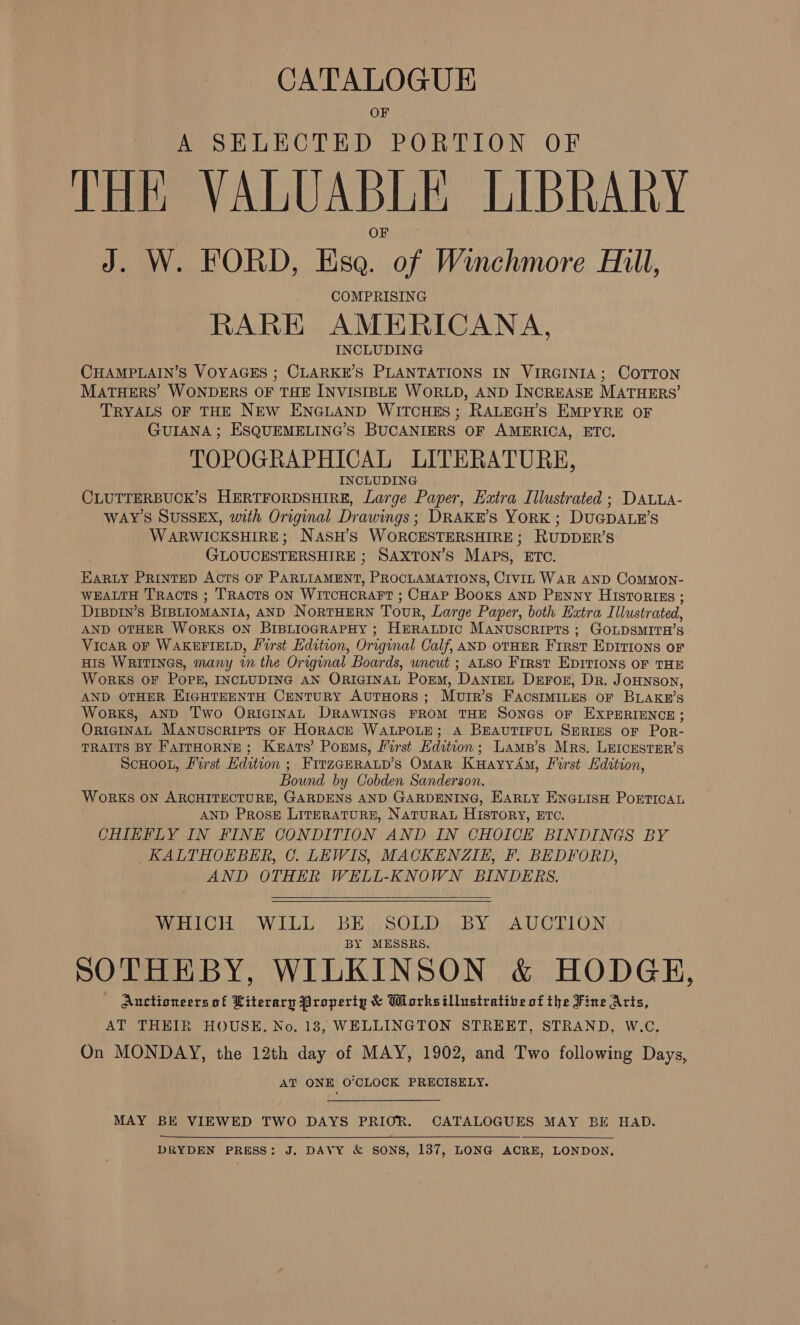 CATALOGUE
OF
A SELECTED PORTION OF
THE VALUABLE LIBRARY
OF
J. W. FORD, ESQ. of Winchmore Hill,
COMPRISING
RARE AMERICANA,
INCLUDING
CHAMPLAIN'S VOYAGES; CLARKE'S PLANTATIONS IN VIRGINIA; COTTON
MATHERS' WONDERS OF THE INVISIBLE WORLD, AND INCREASE MATHERS'
TRYALS OF THE NEW ENGLAND WITCHES; RALEGH'S EMPYRE OF
GUIANA; ESQUEMELING'S BUCANIERS OF AMERICA, ETC.
TOPOGRAPHICAL LITERATURE,
INCLUDING
CLUTTERBUCK'S HERTFORDSHIRE, Large Paper, Extra Illustrated; DALLA-
WAY'S SUSSEX, with Original Drawings; DRAKE'S YORK; DUGDALE'S
WARWICKSHIRE; NASH'S WORCESTERSHIRE; RUDDER'S
GLOUCESTERSHIRE; SAXTON'S MAPS, ETC.
EARLY PRINTED ACTS OF PARLIAMENT, PROCLAMATIONS, CIVIL WAR AND COMMON-
WEALTH TRACTS; TRACTS ON WITCHCRAFT; CHAP BOOKS AND PENNY HISTORIES;
DIBDIN'S BIBLIOMANIA, AND NORTHERN TOUR, Large Paper, both Extra Illustrated,
AND OTHER WORKS ON BIBLIOGRAPHY; HERALDIC MANUSCRIPTS; GOLDSMITH'S
VICAR OF WAKEFIELD, First Edition, Original Calf, AND OTHER FIRST EDITIONS OF
HIS WRITINGS, many in the Original Boards, uncut; ALSO FIRST EDITIONS OF THE
WORKS OF POPE, INCLUDING AN ORIGINAL POEM, DANIEL DEFOE, DR. JOHNSON,
AND OTHER EIGHTEENTH CENTURY AUTHORS; MUIR'S FACSIMILES OF BLAKE'S
WORKS, AND TWO ORIGINAL DRAWINGS FROM THE SONGS OF EXPERIENCE;
ORIGINAL MANUSCRIPTS OF HORACE WALPOLE; A BEAUTIFUL SERIES OF POR-
TRAITS BY FAITHORNE; KEATS' POEMS, First Edition; LAMB'S MRS. LEICESTER'S
SCHOOL, First Edition; FITZGERALD'S OMAR KHAYYÁM, First Edition,
Bound by Cobden Sanderson.
WORKS ON ARCHITECTURE, GARDENS AND GARDENING, EARLY ENGLISH POETICAL
AND PROSE LITERATURE, NATURAL HISTORY, ETC.
CHIEFLY IN FINE CONDITION AND IN CHOICE BINDINGS BY
KALTHOEBER, C. LEWIS, MACKENZIE, F. BEDFORD,
AND OTHER WELL-KNOWN BINDERS.
WHICH WILL BE SOLD BY AUCTION
BY MESSRS.
SOTHEBY, WILKINSON & HODGE,
Auctioneers of Literary Property & Works illustrative of the Fine Arts,
AT THEIR HOUSE, No. 13, WELLINGTON STREET, STRAND, W.C.
On MONDAY, the 12th day of MAY, 1902, and Two following Days,
AT ONE O'CLOCK PRECISELY.
MAY BE VIEWED TWO DAYS PRIOR. CATALOGUES MAY BE HAD.
DRYDEN PRESS: J. DAVY & SONS, 137, LONG ACRE, LONDON.